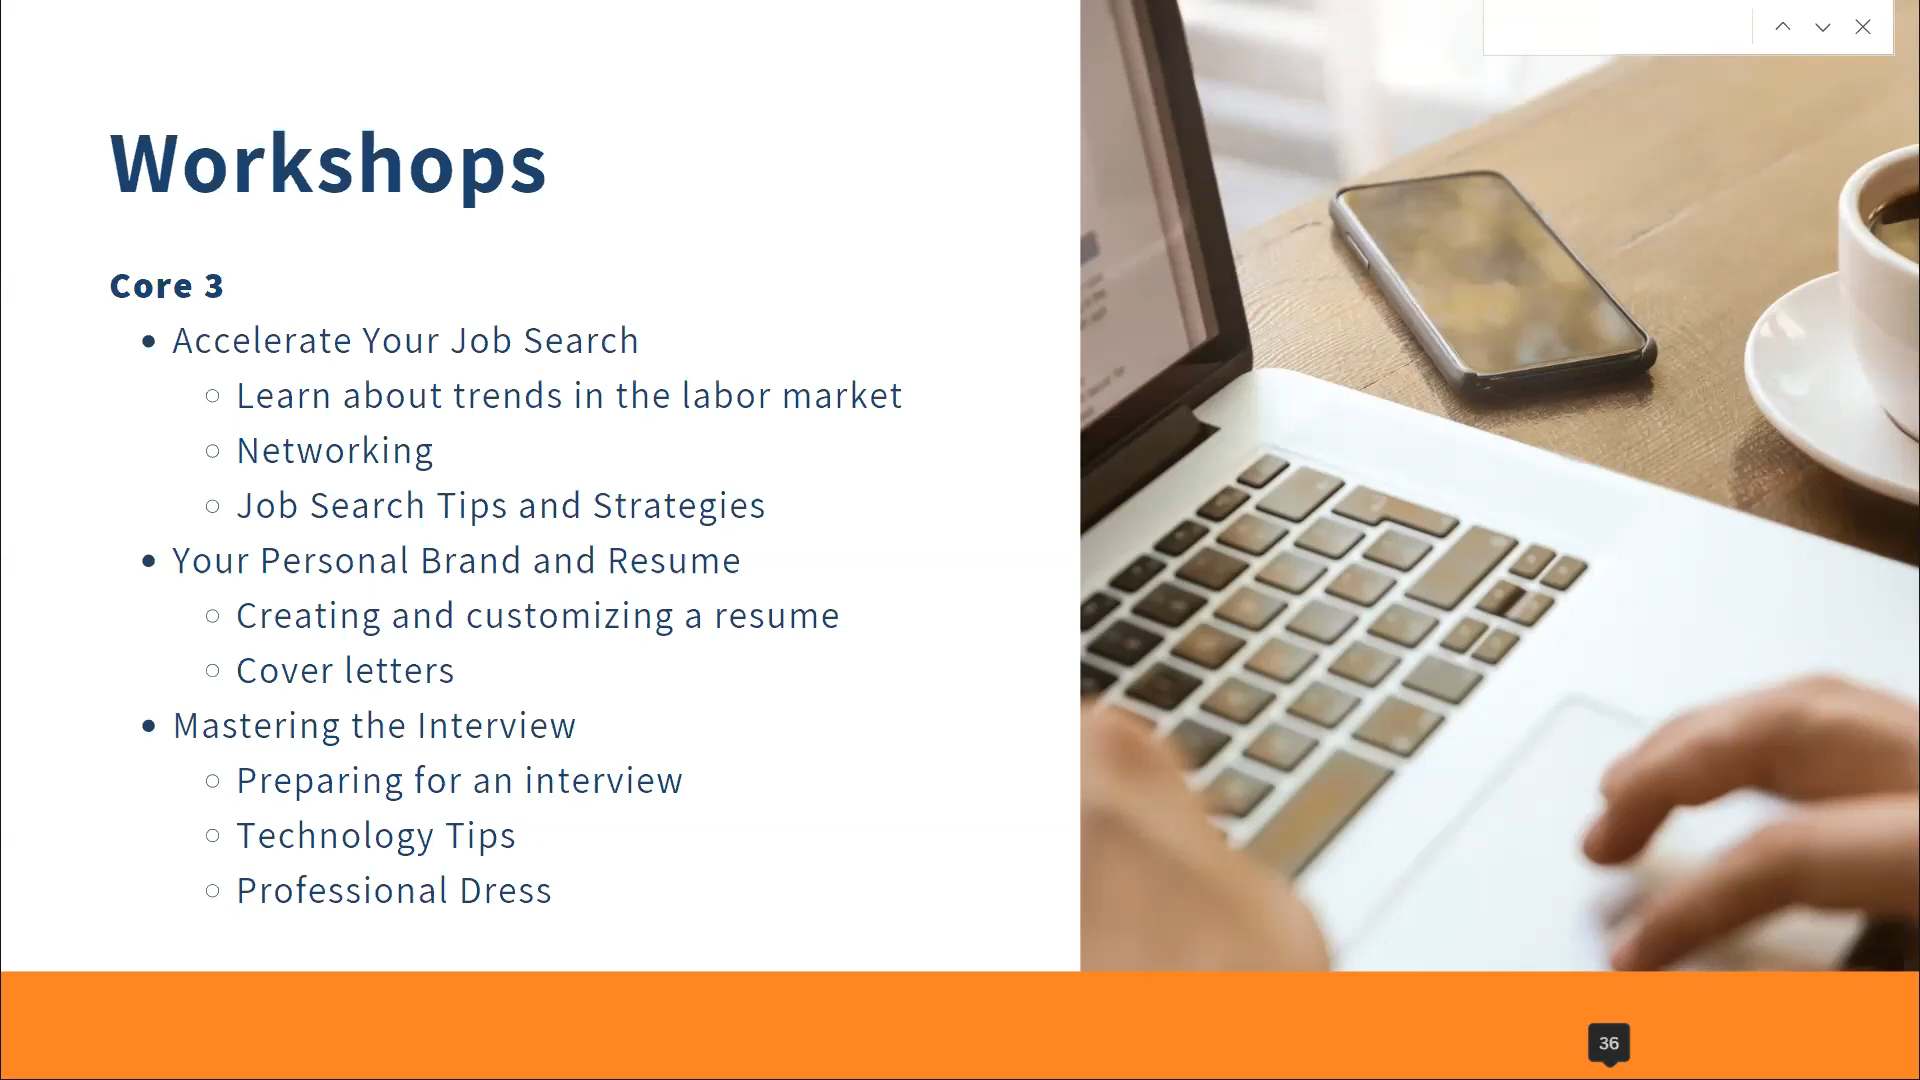 Workshops
Core 3
• Accelerate Your Job Search
○ Learn about trends in the labor market
○ Networking
○ Job Search Tips and Strategies
• Your Personal Brand and Resume
○ Creating and customizing a resume
○ Cover letters
• Mastering the Interview
○ Preparing for an interview
○ Technology Tips
○ Professional Dress
36